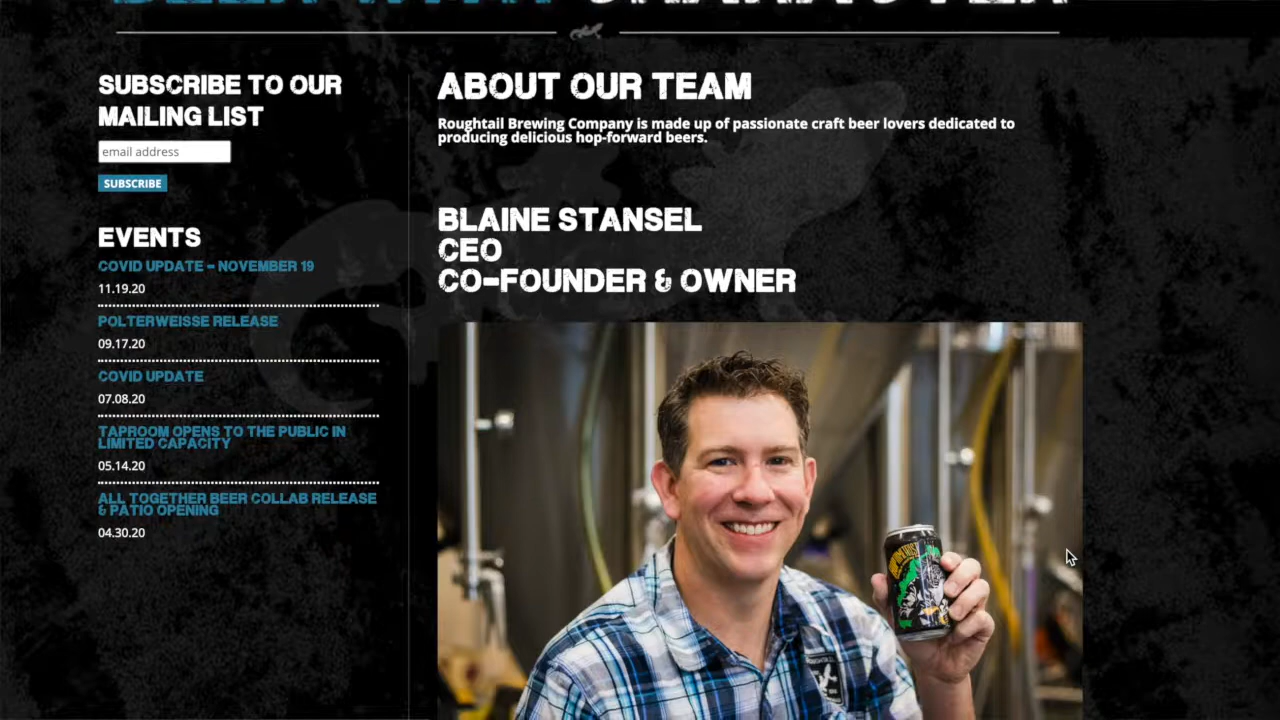 SUBSCRIBE TO OUR
MAILING LIST
email address
SUBSCRIBE
EVENTS
COVID UPDATE – NOVEMBER 19
11.19.20
POLTERWEISSE RELEASE
09.17.20
COVID UPDATE
07.08.20
TAPROOM OPENS TO THE PUBLIC IN
LIMITED CAPACITY
05.14.20
ALL TOGETHER BEER COLLAB RELEASE
& PATIO OPENING
04.30.20
ABOUT OUR TEAM
Roughtail Brewing Company is made up of passionate craft beer lovers dedicated to
producing delicious hop-forward beers.
BLAINE STANSEL
CEO
CO-FOUNDER & OWNER